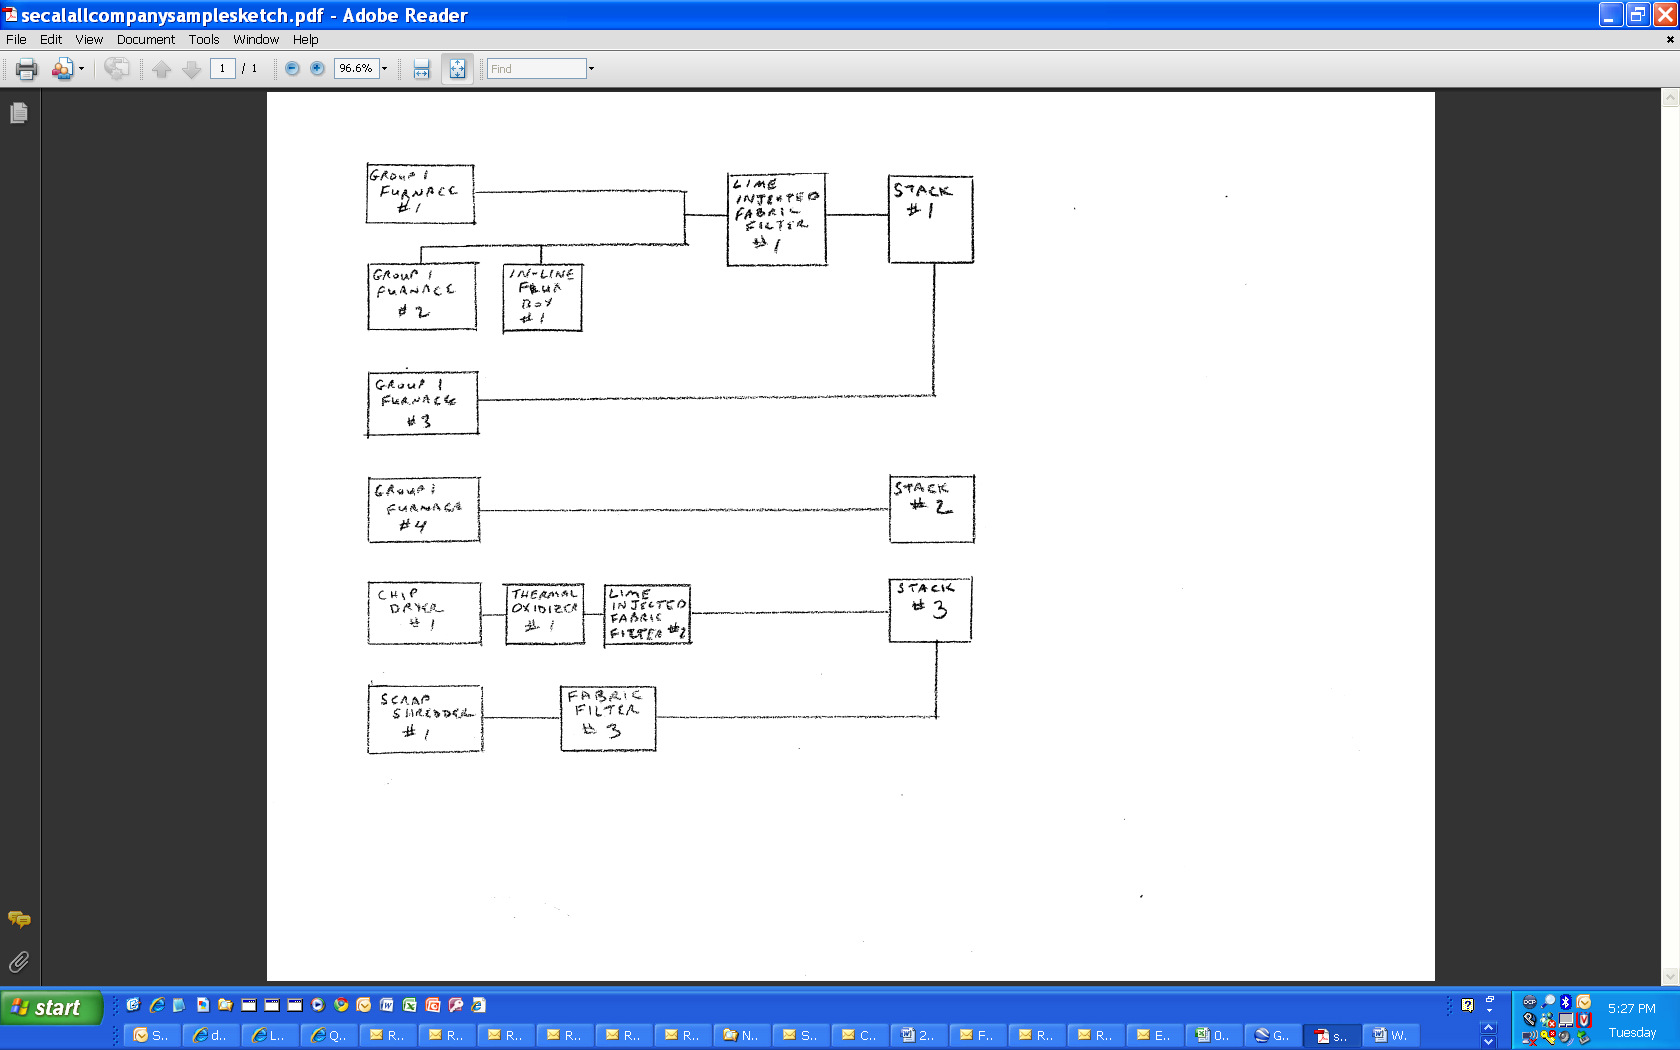 secalallcompanysamplesketch.pdf - Adobe Reader
File Edit View Document Tools Window Help
1 / 1 96.6% Find
GROUP 1
FURNACE
#1
LIME
INJECTED
FABRIC
FILTER
#1
STACK
#1
GROUP 1
FURNACE
#2
IN-LINE
FLUX
BOX
#1
GROUP 1
FURNACE
#3
GROUP 1
FURNACE
#4
STACK
#2
CHIP
DRYER
#1
THERMAL
OXIDIZER
#1
LIME
INJECTED
FABRIC
FILTER #2
STACK
#3
SCRAP
SHREDDER
#1
FABRIC
FILTER
#3
start
5:27 PM
Tuesday
S.. d.. L.. Q.. R.. R.. R.. R.. R.. R.. N.. S.. C.. 2.. F.. R.. R.. E.. 0.. G.. s.. W..